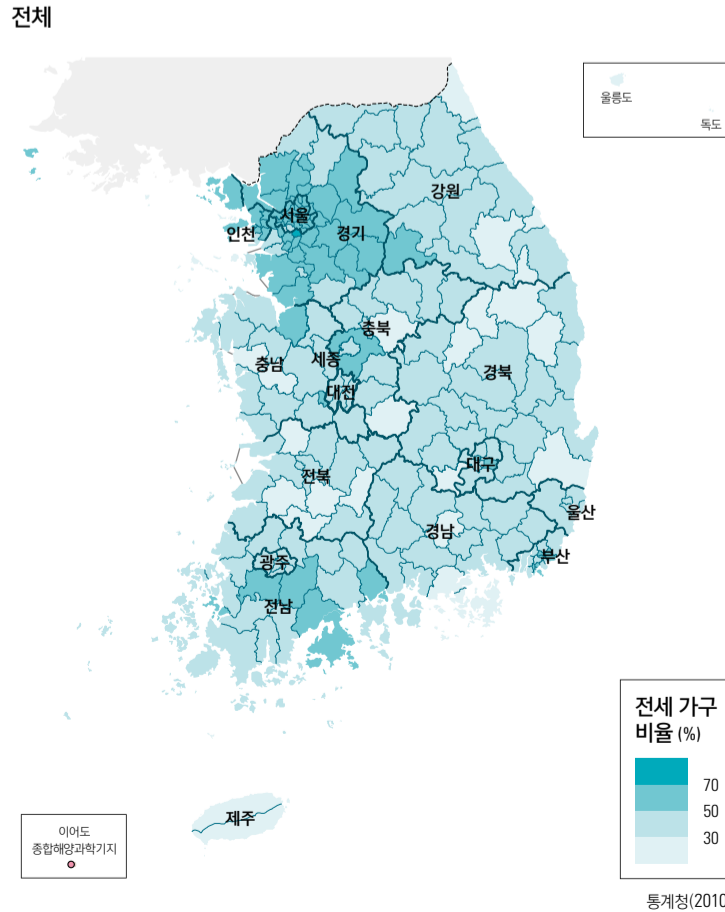 전체
울릉도
독도
강원
서울
인천
경기
충북
세종
충남
경북
대전
대구
전북
경남
울산
부산
광주
전남
제주
전세 가구
비율 (%)
70
50
30
이어도
종합해양과학기지
통계청(2010